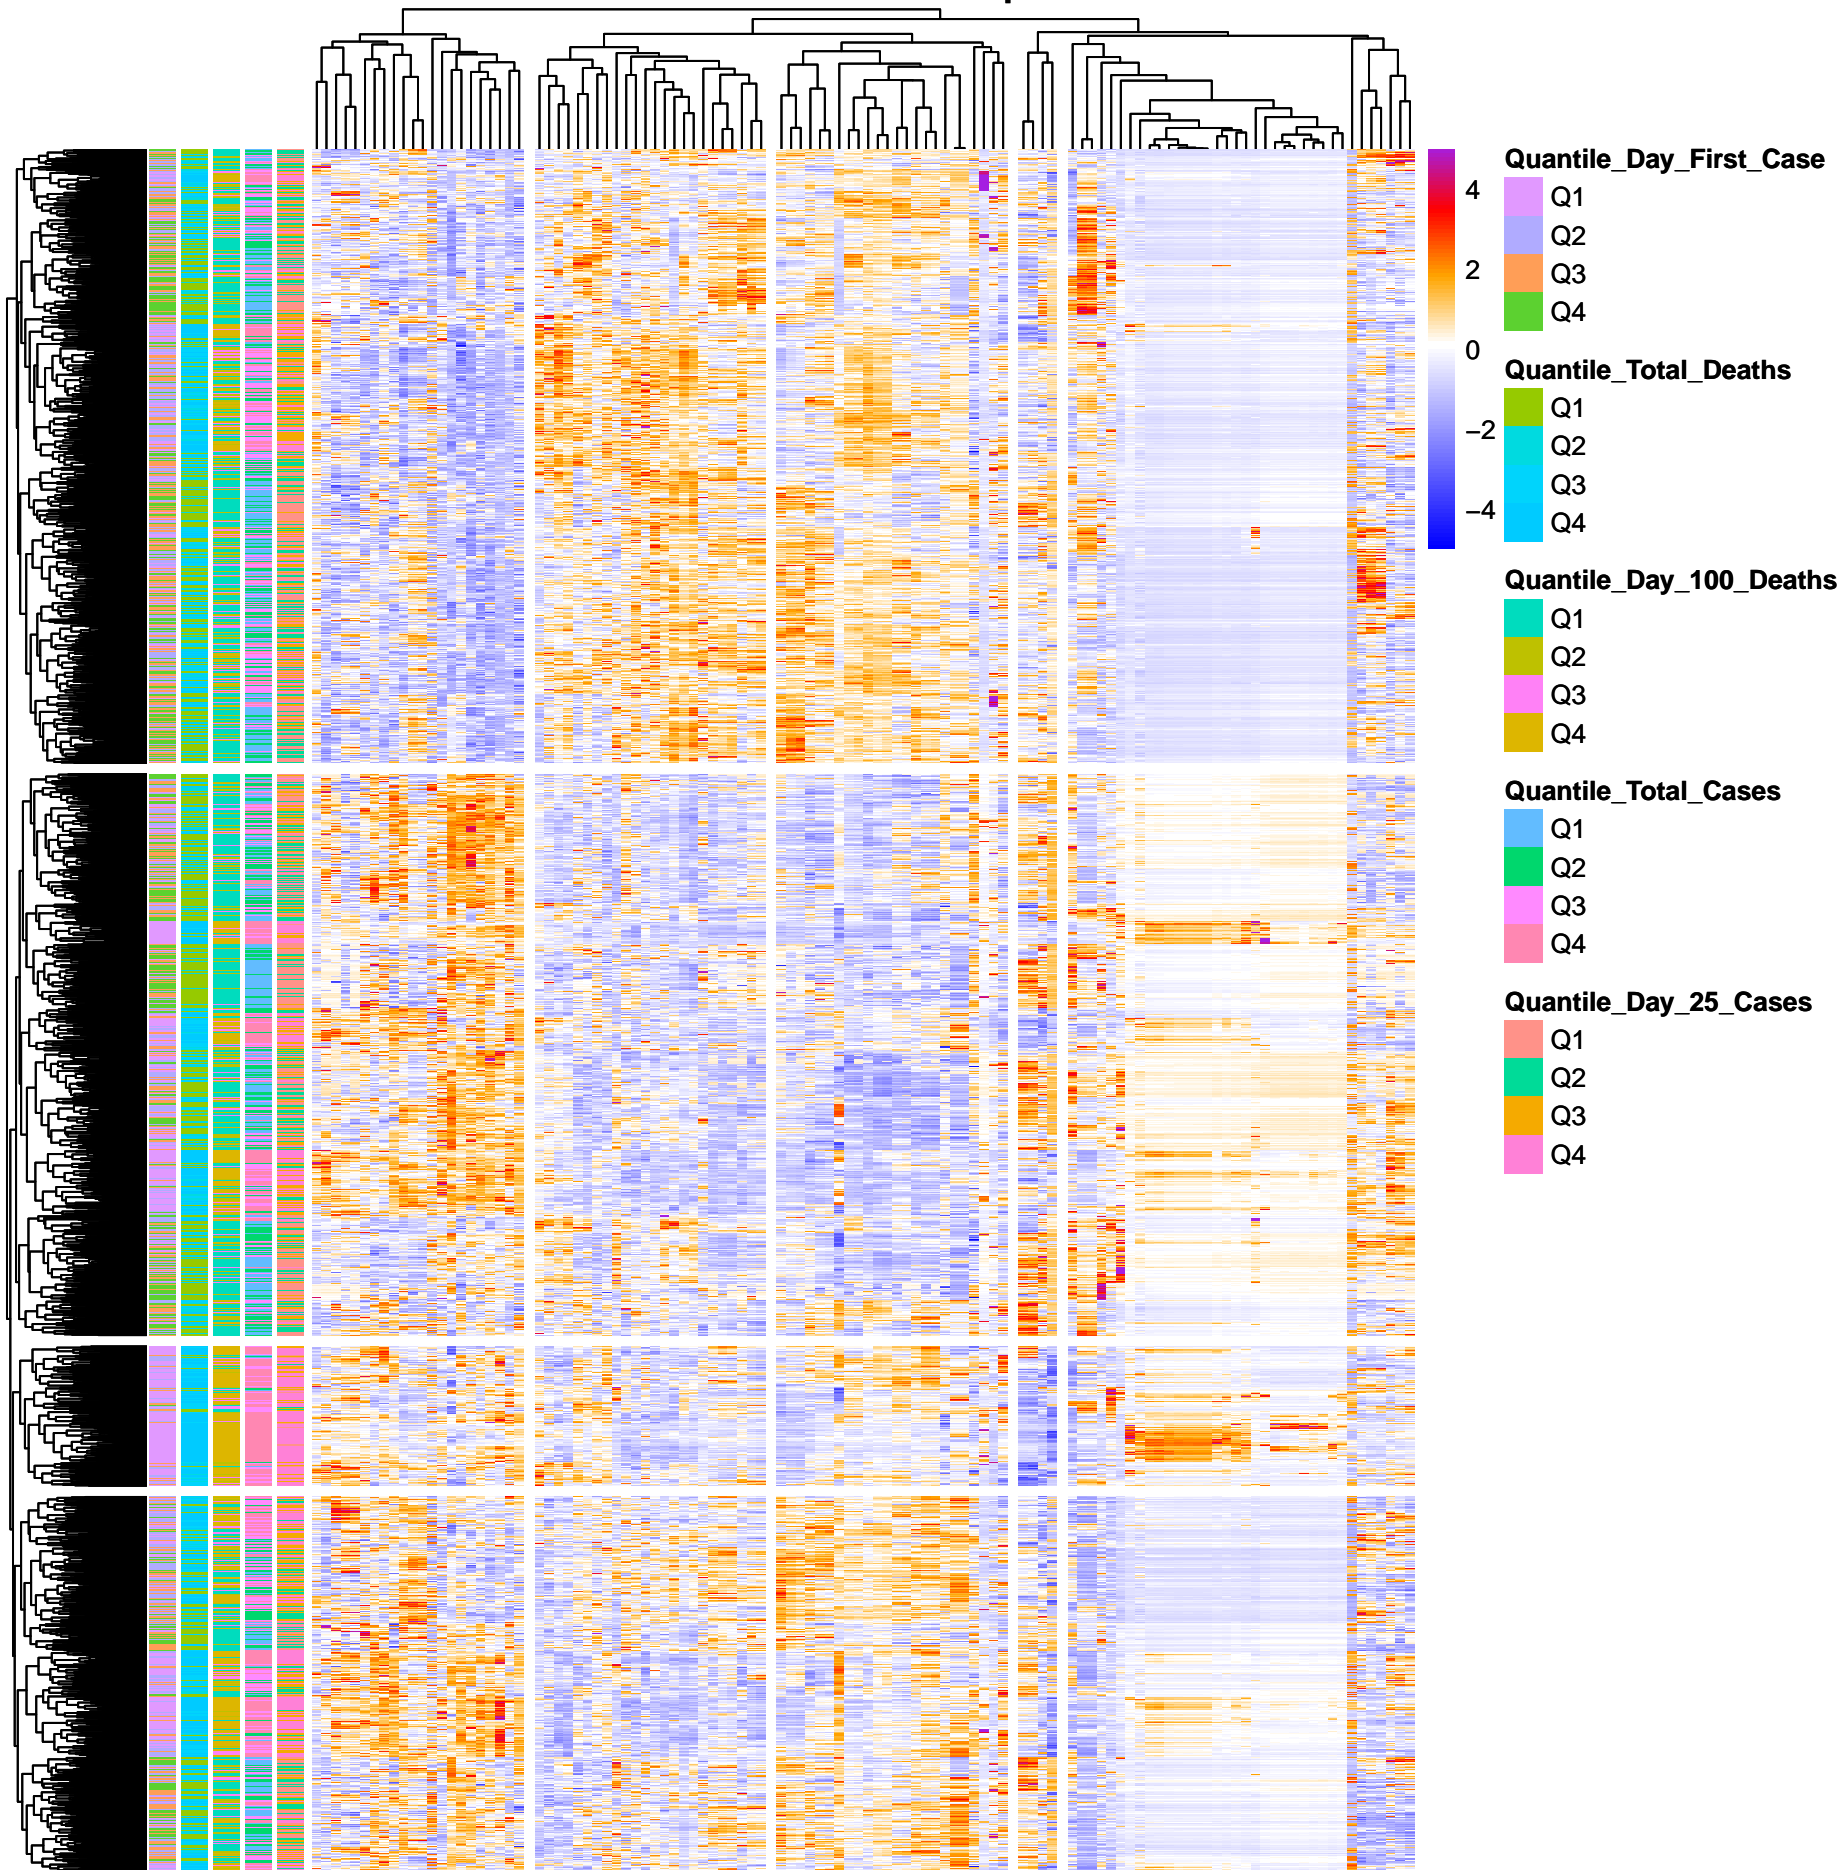 4
2
0
−2
−4
Quantile_Day_First_Case
Q1
Q2
Q3
Q4
Quantile_Total_Deaths
Q1
Q2
Q3
Q4
Quantile_Day_100_Deaths
Q1
Q2
Q3
Q4
Quantile_Total_Cases
Q1
Q2
Q3
Q4
Quantile_Day_25_Cases
Q1
Q2
Q3
Q4